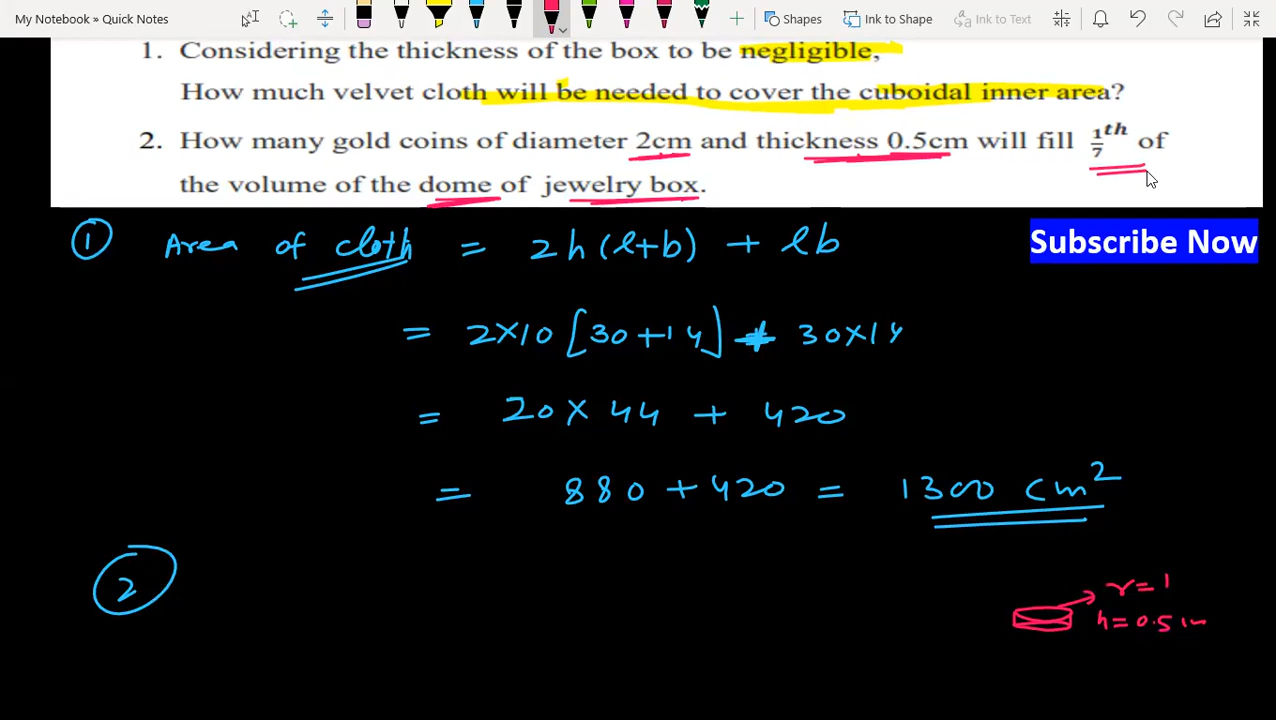 My Notebook » Quick Notes
Shapes
Ink to Shape
Ink to Text
1. Considering the thickness of the box to be negligible,
How much velvet cloth will be needed to cover the cuboidal inner area?
2. How many gold coins of diameter 2cm and thickness 0.5cm will fill 1/7 th of
the volume of the dome of jewelry box.
① Area of cloth = 2h(l+b) + lb
Subscribe Now
= 2×10 [30+14] + 30×14
= 20×44 + 420
= 880+420 = 1300 cm²
②
r=1
h=0.5